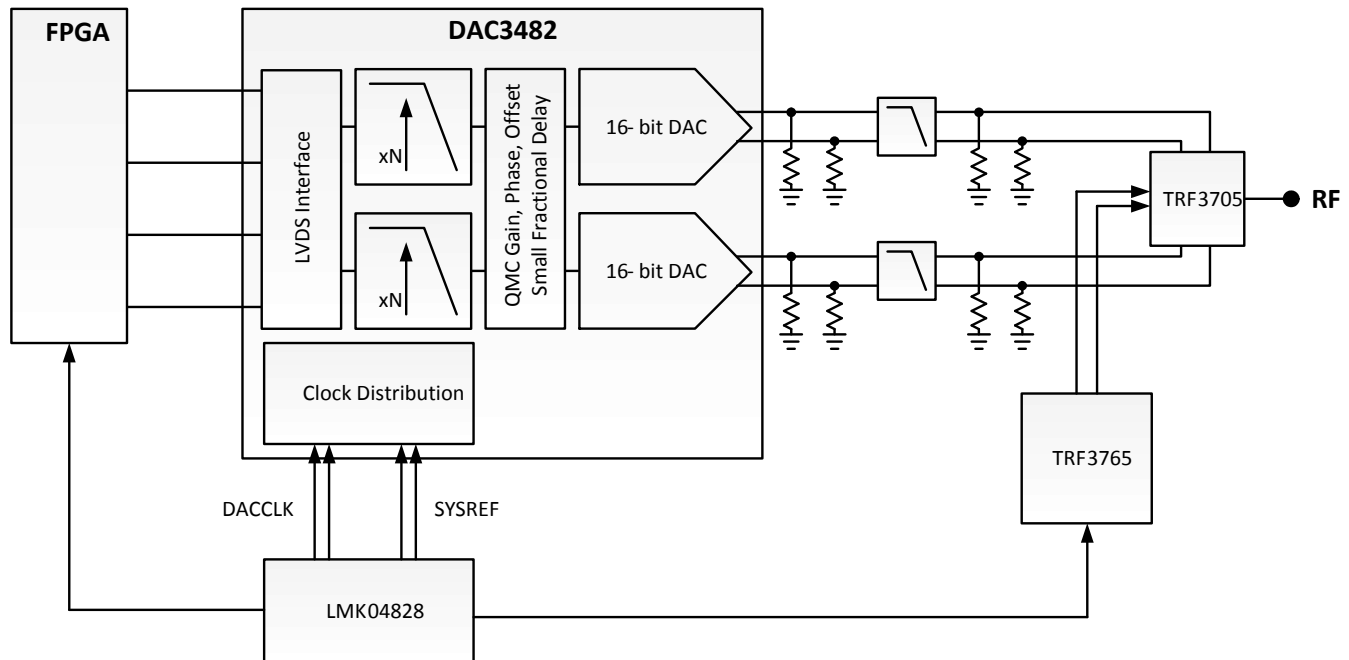 FPGA
DAC3482
LVDS Interface
xN
xN
QMC Gain, Phase, Offset
Small Fractional Delay
16- bit DAC
16- bit DAC
TRF3705
RF
Clock Distribution
TRF3765
DACCLK
SYSREF
LMK04828